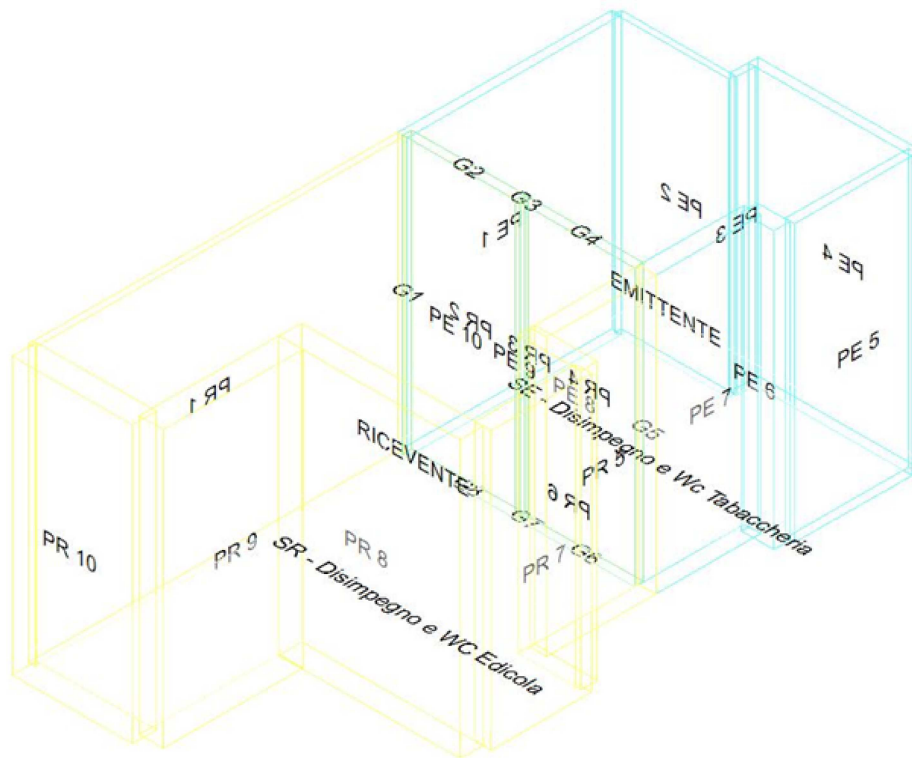 G2
G3
PE 1
G4
PE 2
PE 3
PE 4
PE 5
EMITTENTE
G1
PE 10
PR 2
PE 9
PR 3
PR 4
PE 8
PE 7
PE 6
SE - Disimpegno e Wc Tabaccheria
PR 1
G5
RICEVENTE
PR 5
PR 6
G7
G6
PR 7
PR 8
PR 9
PR 10
SR - Disimpegno e WC Edicola